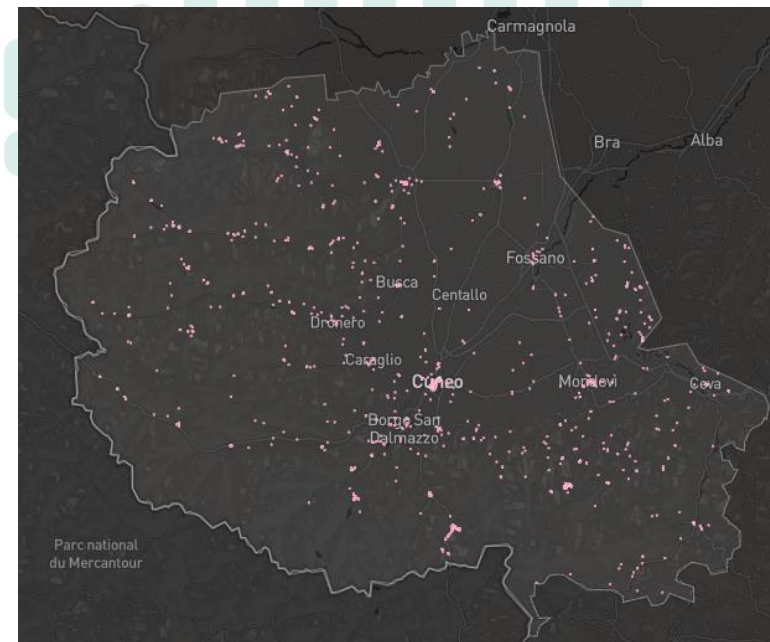 Carmagnola
Bra
Alba
Fossano
Busca
Centallo
Dronero
Caraglio
Cuneo
Mondovì
Ceva
Borgo San
Dalmazzo
Parc national
du Mercantour